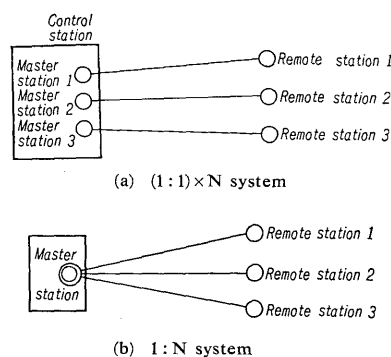 Control
station
Master
station 1
Master
station 2
Master
station 3
Remote station 1
Remote station 2
Remote station 3
(a) (1:1)×N system
Master
station
Remote station 1
Remote station 2
Remote station 3
(b) 1:N system